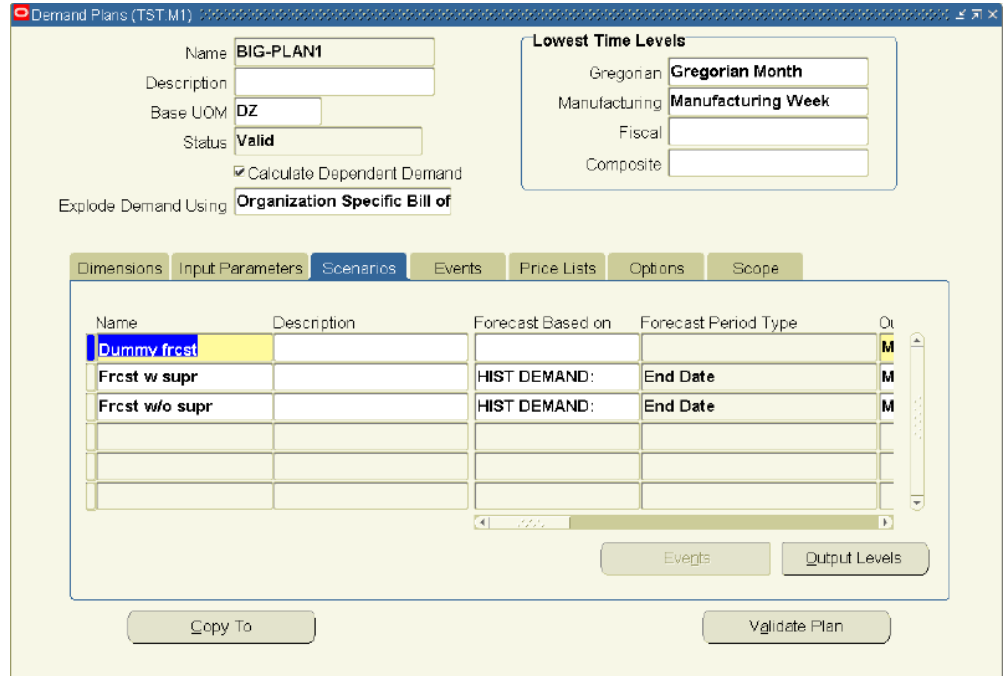 Demand Plans (TST:M1)
Name BIG-PLAN1
Description
Base UOM DZ
Status Valid
Calculate Dependent Demand
Explode Demand Using Organization Specific Bill of
Lowest Time Levels
Gregorian Gregorian Month
Manufacturing Manufacturing Week
Fiscal
Composite
Dimensions Input Parameters Scenarios Events Price Lists Options Scope
Name Description Forecast Based on Forecast Period Type Ou
Dummy frcst M
Frcst w supr HIST DEMAND: End Date M
Frcst w/o supr HIST DEMAND: End Date M
Events Output Levels
Copy To Validate Plan